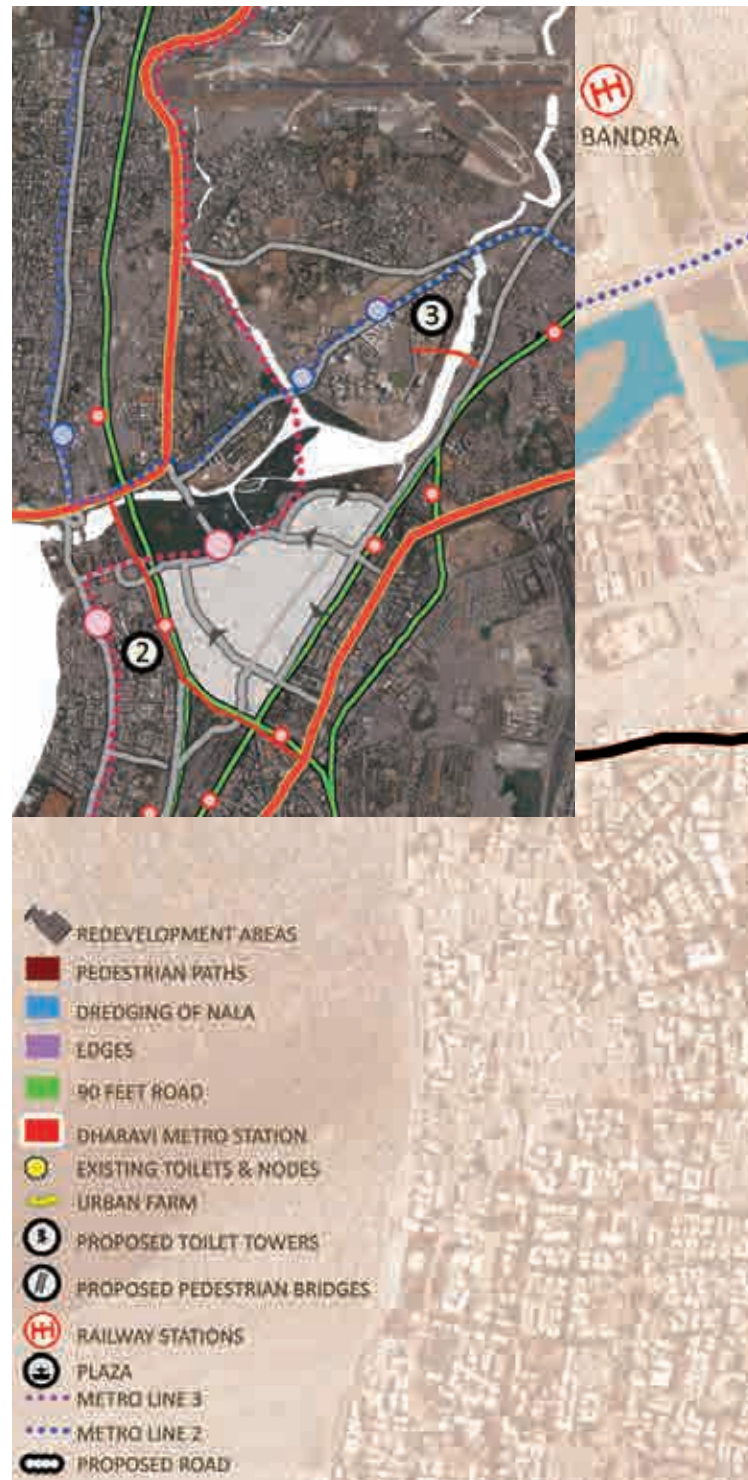 BANDRA
3
2
REDEVELOPMENT AREAS
PEDESTRIAN PATHS
DREDGING OF NALA
EDGES
90 FEET ROAD
DHARAVI METRO STATION
EXISTING TOILETS & NODES
URBAN FARM
PROPOSED TOILET TOWERS
PROPOSED PEDESTRIAN BRIDGES
RAILWAY STATIONS
PLAZA
METRO LINE 3
METRO LINE 2
PROPOSED ROAD